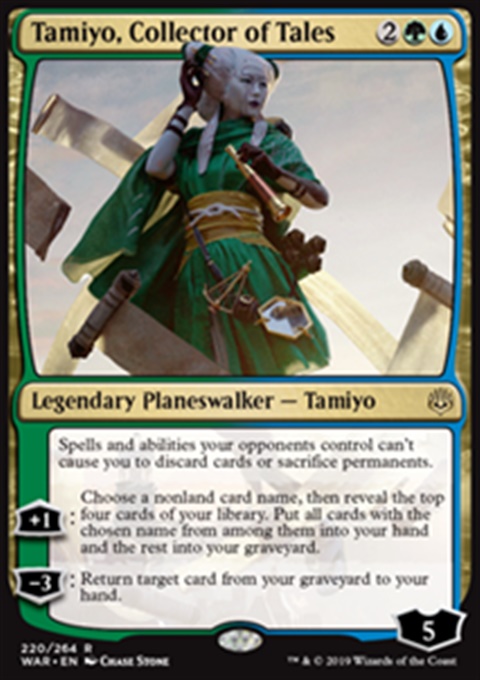 Tamiyo, Collector of Tales 2
Legendary Planeswalker — Tamiyo
Spells and abilities your opponents control can't
cause you to discard cards or sacrifice permanents.
+1 : Choose a nonland card name, then reveal the top
four cards of your library. Put all cards with the
chosen name from among them into your hand
and the rest into your graveyard.
−3 : Return target card from your graveyard to your
hand.
5
220/264 R
WAR • EN Chase Stone
™ & © 2019 Wizards of the Coast